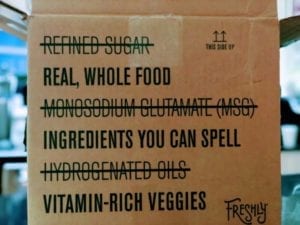 REFINED SUGAR
THIS SIDE UP
REAL, WHOLE FOOD
MONOSODIUM GLUTAMATE (MSG)
INGREDIENTS YOU CAN SPELL
HYDROGENATED OILS
VITAMIN-RICH VEGGIES
FRESHLY